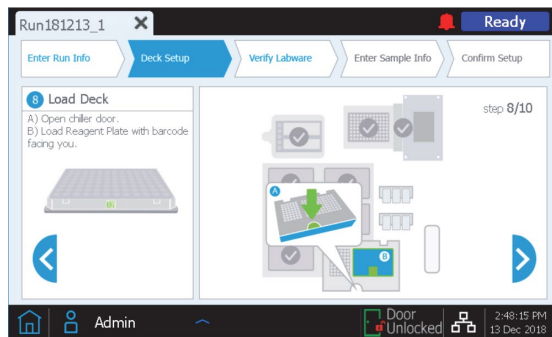 Run181213_1
Ready
Enter Run Info
Deck Setup
Verify Labware
Enter Sample Info
Confirm Setup
8 Load Deck
A) Open chiller door.
B) Load Reagent Plate with barcode
facing you.
step 8/10
A
B
Admin
Door
Unlocked
2:48:15 PM
13 Dec 2018